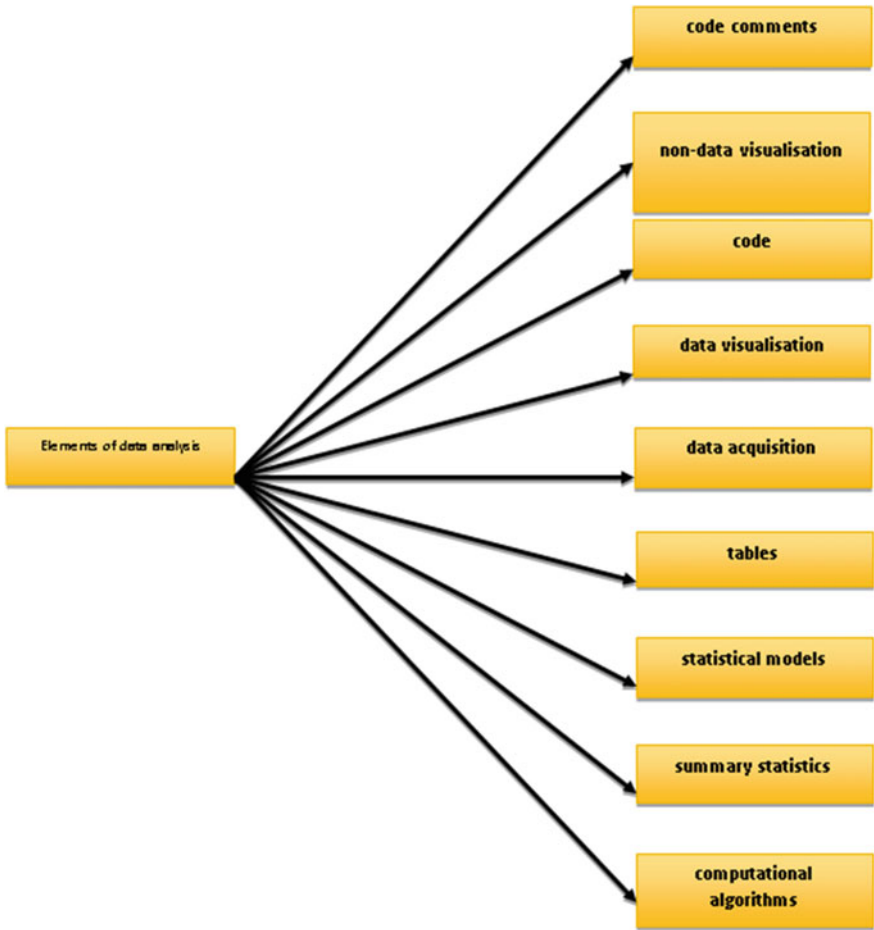 code comments
non-data visualisation
code
data visualisation
Elements of data analysis
data acquisition
tables
statistical models
summary statistics
computational
algorithms